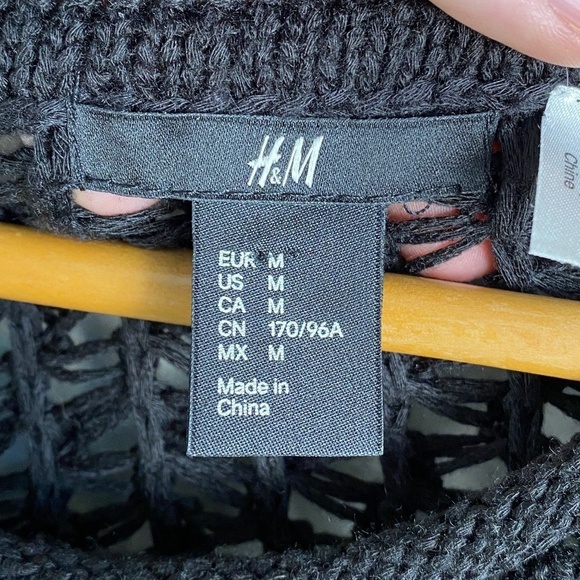 H&M
EUR M
US M
CA M
CN 170/96A
MX M
Made in
China
Chine